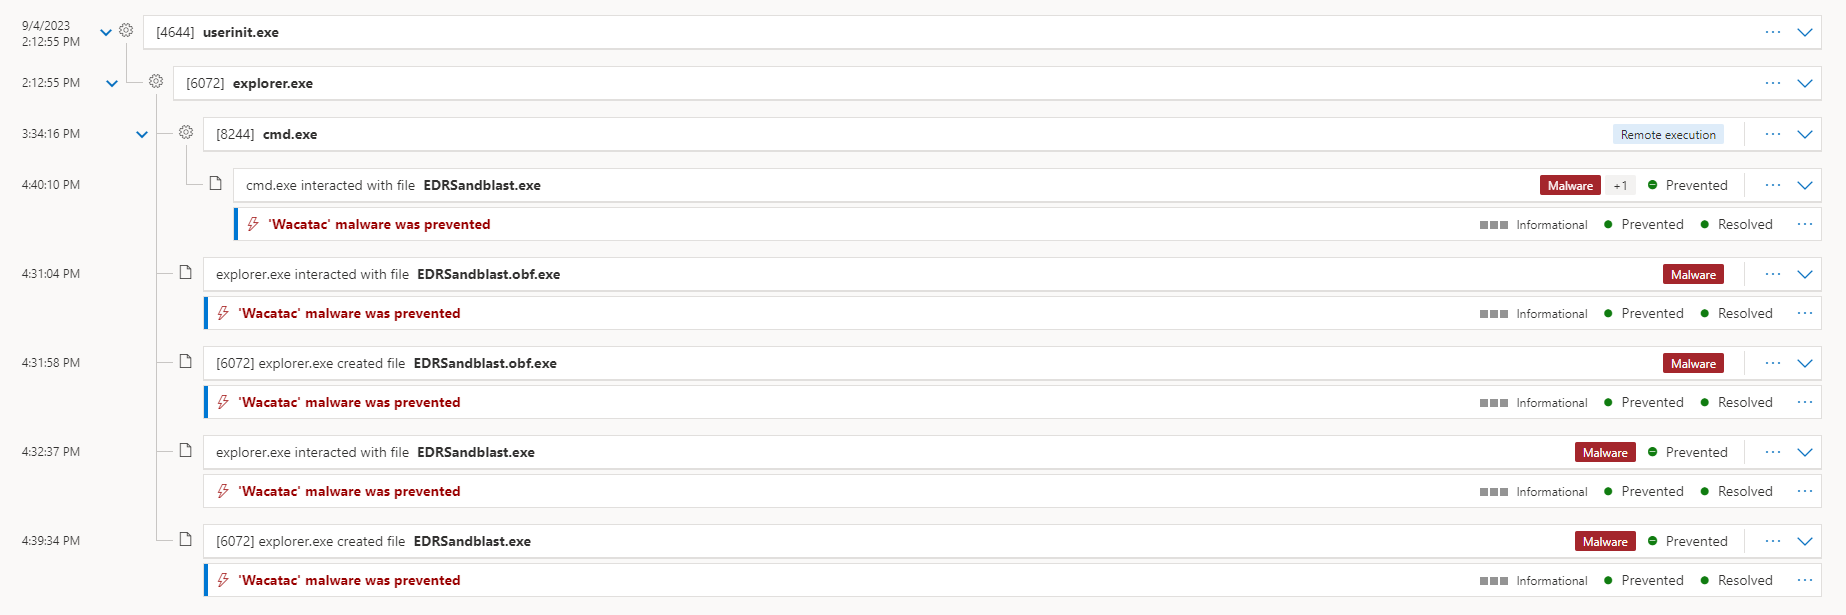 9/4/2023
2:12:55 PM
[4644] userinit.exe
2:12:55 PM [6072] explorer.exe
3:34:16 PM [8244] cmd.exe Remote execution
4:40:10 PM cmd.exe interacted with file EDRSandblast.exe Malware +1 Prevented
'Wacatac' malware was prevented Informational Prevented Resolved
4:31:04 PM explorer.exe interacted with file EDRSandblast.obf.exe Malware
'Wacatac' malware was prevented Informational Prevented Resolved
4:31:58 PM [6072] explorer.exe created file EDRSandblast.obf.exe Malware
'Wacatac' malware was prevented Informational Prevented Resolved
4:32:37 PM explorer.exe interacted with file EDRSandblast.exe Malware Prevented
'Wacatac' malware was prevented Informational Prevented Resolved
4:39:34 PM [6072] explorer.exe created file EDRSandblast.exe Malware Prevented
'Wacatac' malware was prevented Informational Prevented Resolved